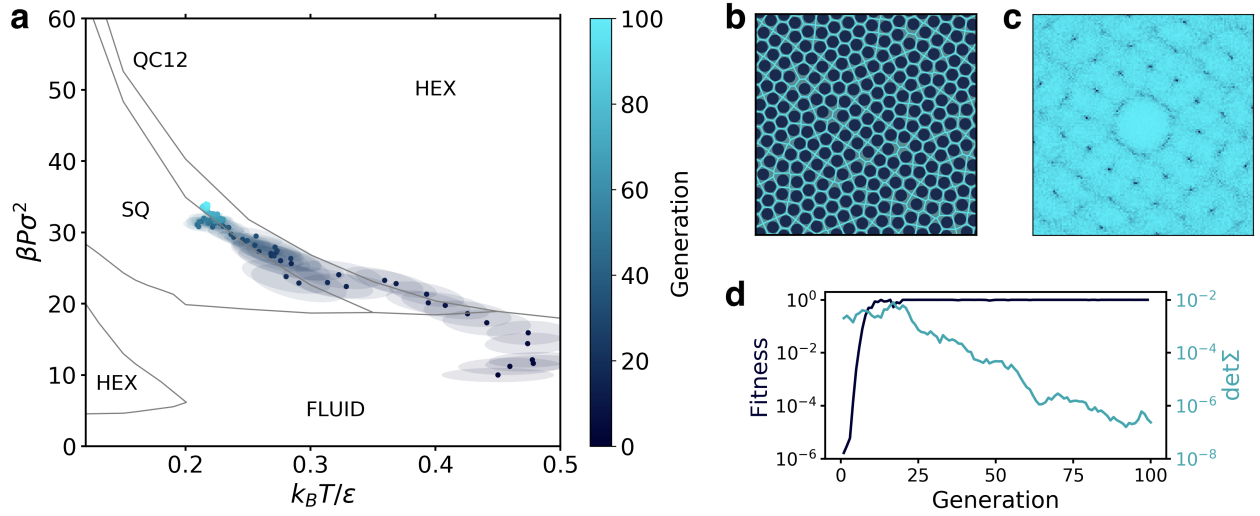 a
60
50
40
30
20
10
0
βPσ²
QC12
HEX
SQ
HEX
FLUID
0.2
0.3
0.4
0.5
k_BT/ε
100
80
60
40
20
0
Generation
b
c
d
10⁰
10⁻²
10⁻⁴
10⁻⁶
Fitness
10⁻²
10⁻⁴
10⁻⁶
10⁻⁸
detΣ
0
25
50
75
100
Generation